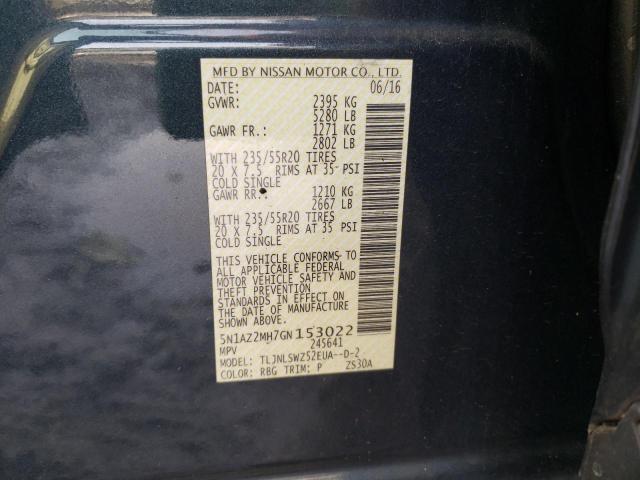 MFD BY NISSAN MOTOR CO., LTD.
DATE: 06/16
GVWR: 2395 KG
5280 LB
GAWR FR.: 1271 KG
2802 LB
WITH 235/55R20 TIRES
20 X 7.5 RIMS AT 35 PSI
COLD SINGLE
GAWR RR.: 1210 KG
2667 LB
WITH 235/55R20 TIRES
20 X 7.5 RIMS AT 35 PSI
COLD SINGLE
THIS VEHICLE CONFORMS TO
ALL APPLICABLE FEDERAL
MOTOR VEHICLE SAFETY AND
THEFT PREVENTION
STANDARDS IN EFFECT ON
THE DATE OF MANUFACTURE
SHOWN ABOVE.
5N1AZ2MH7GN153022
MPV 245641
MODEL: TLJNLSWZ52EUA--D-2
COLOR: RBG TRIM: P ZS30A